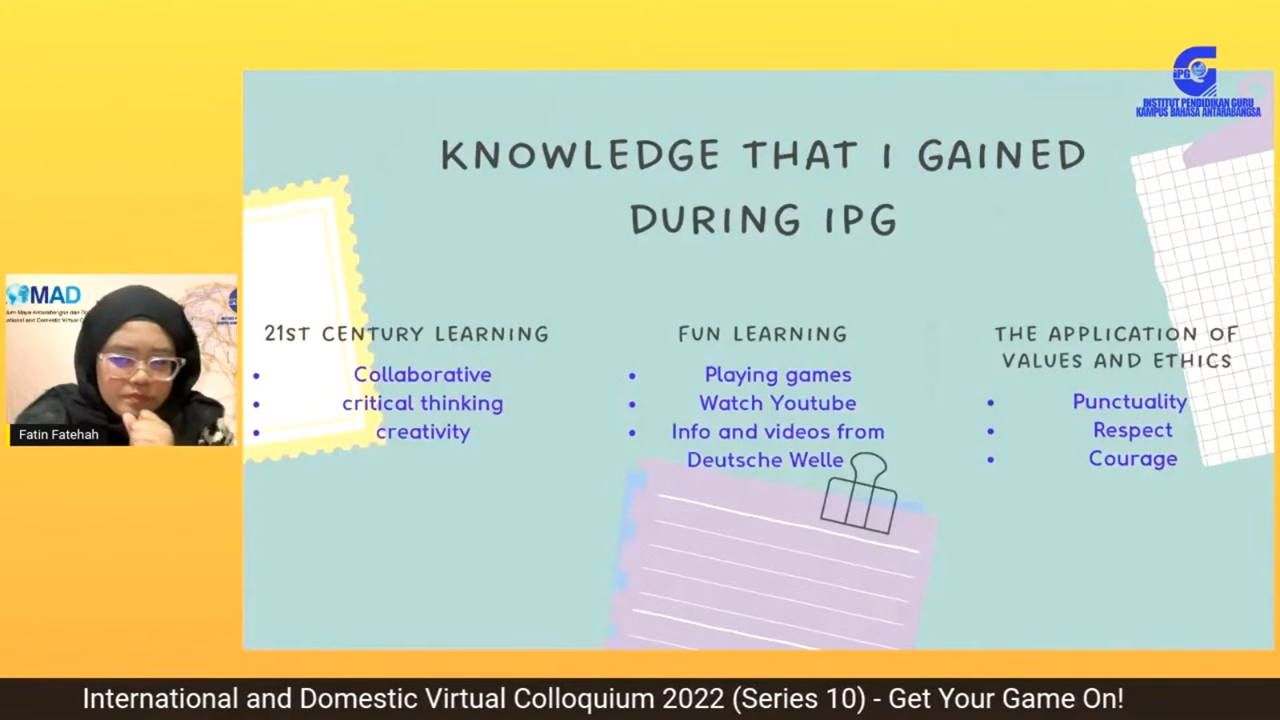 iPG
INSTITUT PENDIDIKAN GURU
KAMPUS BAHASA ANTARABANGSA
KNOWLEDGE THAT I GAINED
DURING IPG
21ST CENTURY LEARNING
• Collaborative
• critical thinking
• creativity
FUN LEARNING
• Playing games
• Watch Youtube
• Info and videos from
Deutsche Welle
THE APPLICATION OF
VALUES AND ETHICS
• Punctuality
• Respect
• Courage
MAD
Fatin Fatehah
International and Domestic Virtual Colloquium 2022 (Series 10) - Get Your Game On!